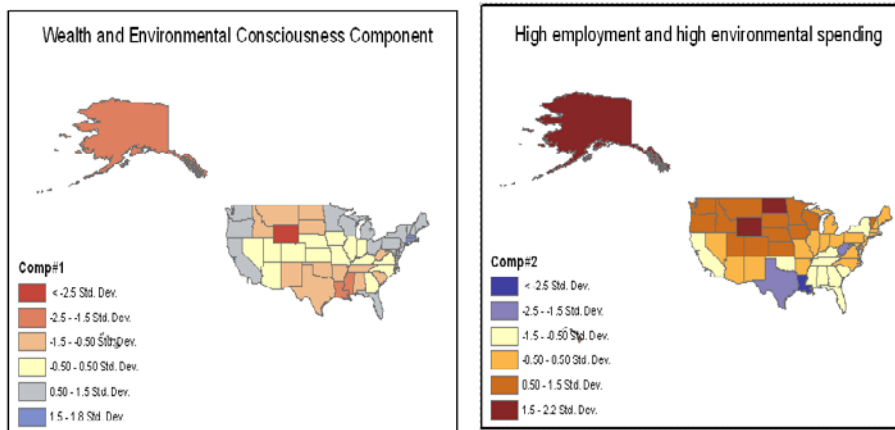 Wealth and Environmental Consciousness Component
Comp#1
< -2.5 Std. Dev.
-2.5 - -1.5 Std. Dev.
-1.5 - -0.50 Std. Dev.
-0.50 - 0.50 Std. Dev.
0.50 - 1.5 Std. Dev.
1.5 - 1.8 Std. Dev.
High employment and high environmental spending
Comp#2
< -2.5 Std. Dev.
-2.5 - -1.5 Std. Dev.
-1.5 - -0.50 Std. Dev.
-0.50 - 0.50 Std. Dev.
0.50 - 1.5 Std. Dev.
1.5 - 2.2 Std. Dev.